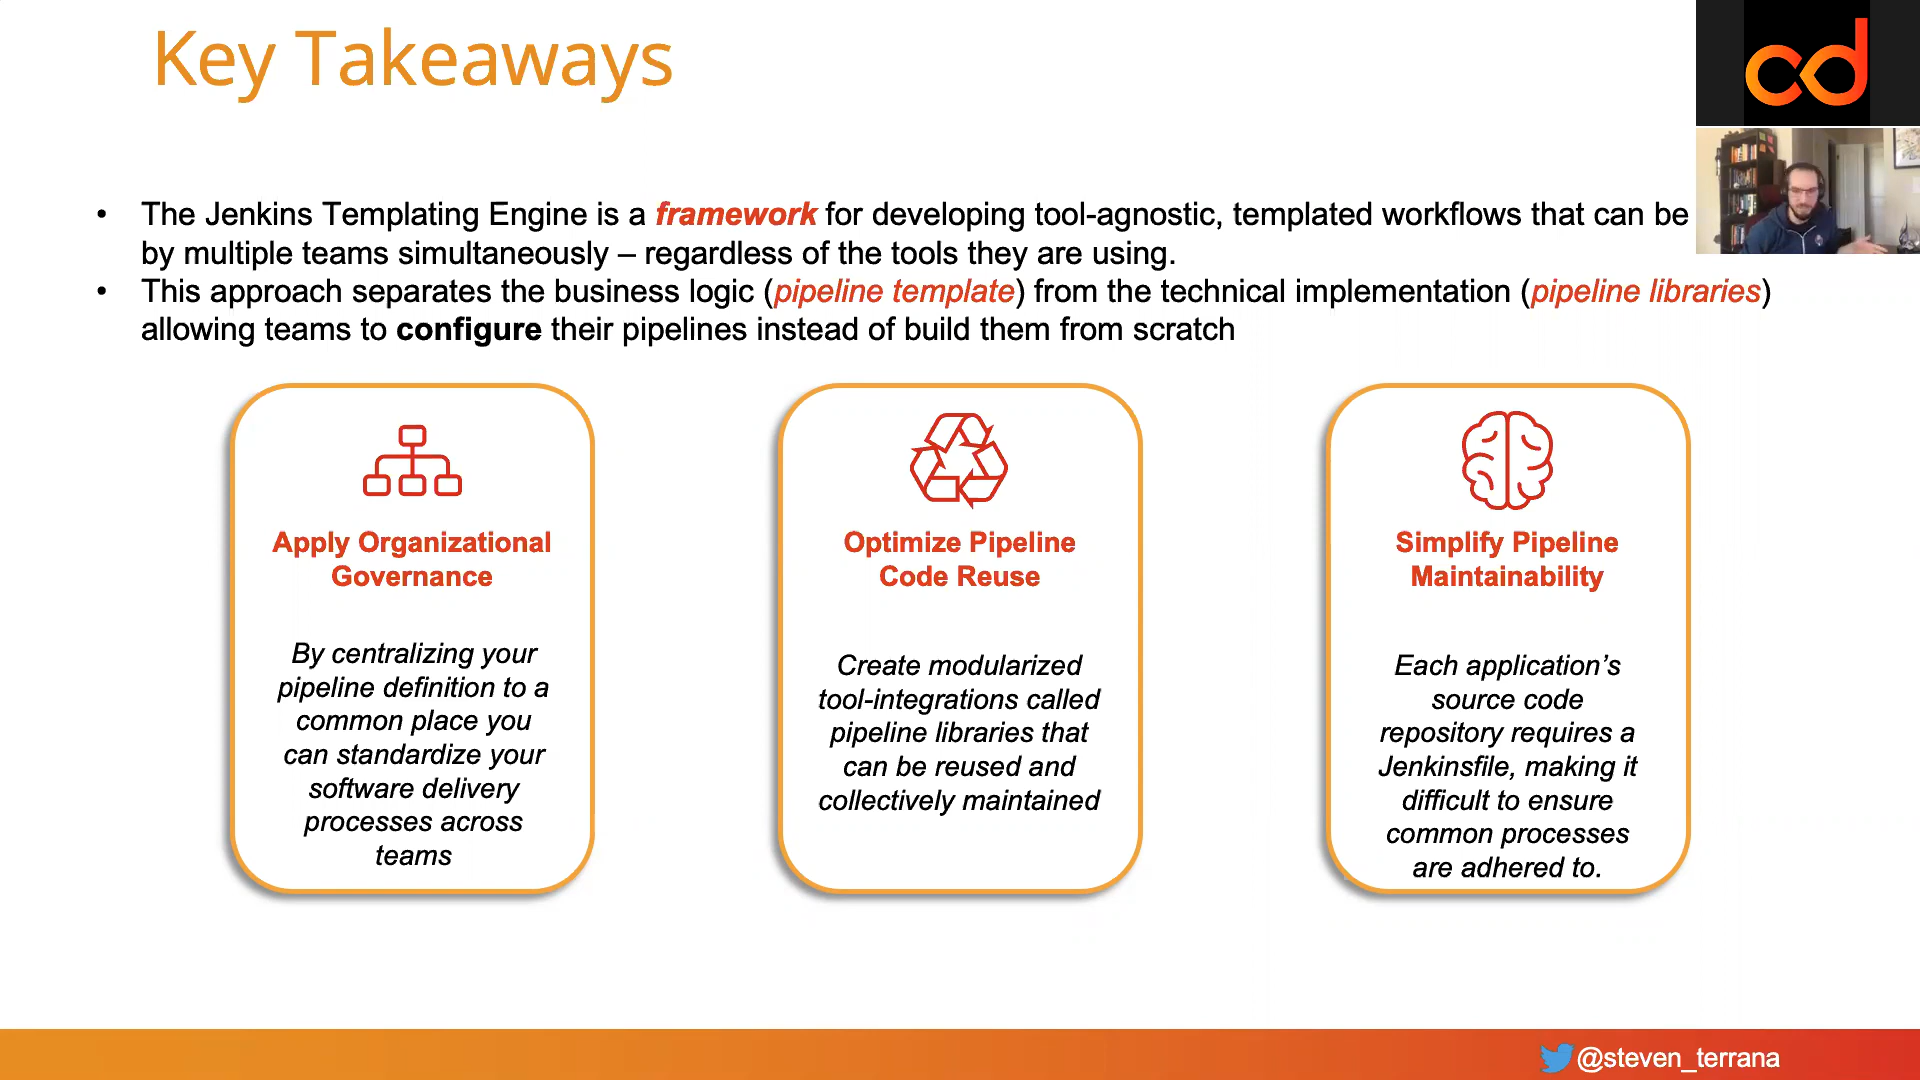 Key Takeaways
cd
• The Jenkins Templating Engine is a framework for developing tool-agnostic, templated workflows that can be
by multiple teams simultaneously – regardless of the tools they are using.
• This approach separates the business logic (pipeline template) from the technical implementation (pipeline libraries)
allowing teams to configure their pipelines instead of build them from scratch
Apply Organizational
Governance
By centralizing your
pipeline definition to a
common place you
can standardize your
software delivery
processes across
teams
Optimize Pipeline
Code Reuse
Create modularized
tool-integrations called
pipeline libraries that
can be reused and
collectively maintained
Simplify Pipeline
Maintainability
Each application’s
source code
repository requires a
Jenkinsfile, making it
difficult to ensure
common processes
are adhered to.
@steven_terrana